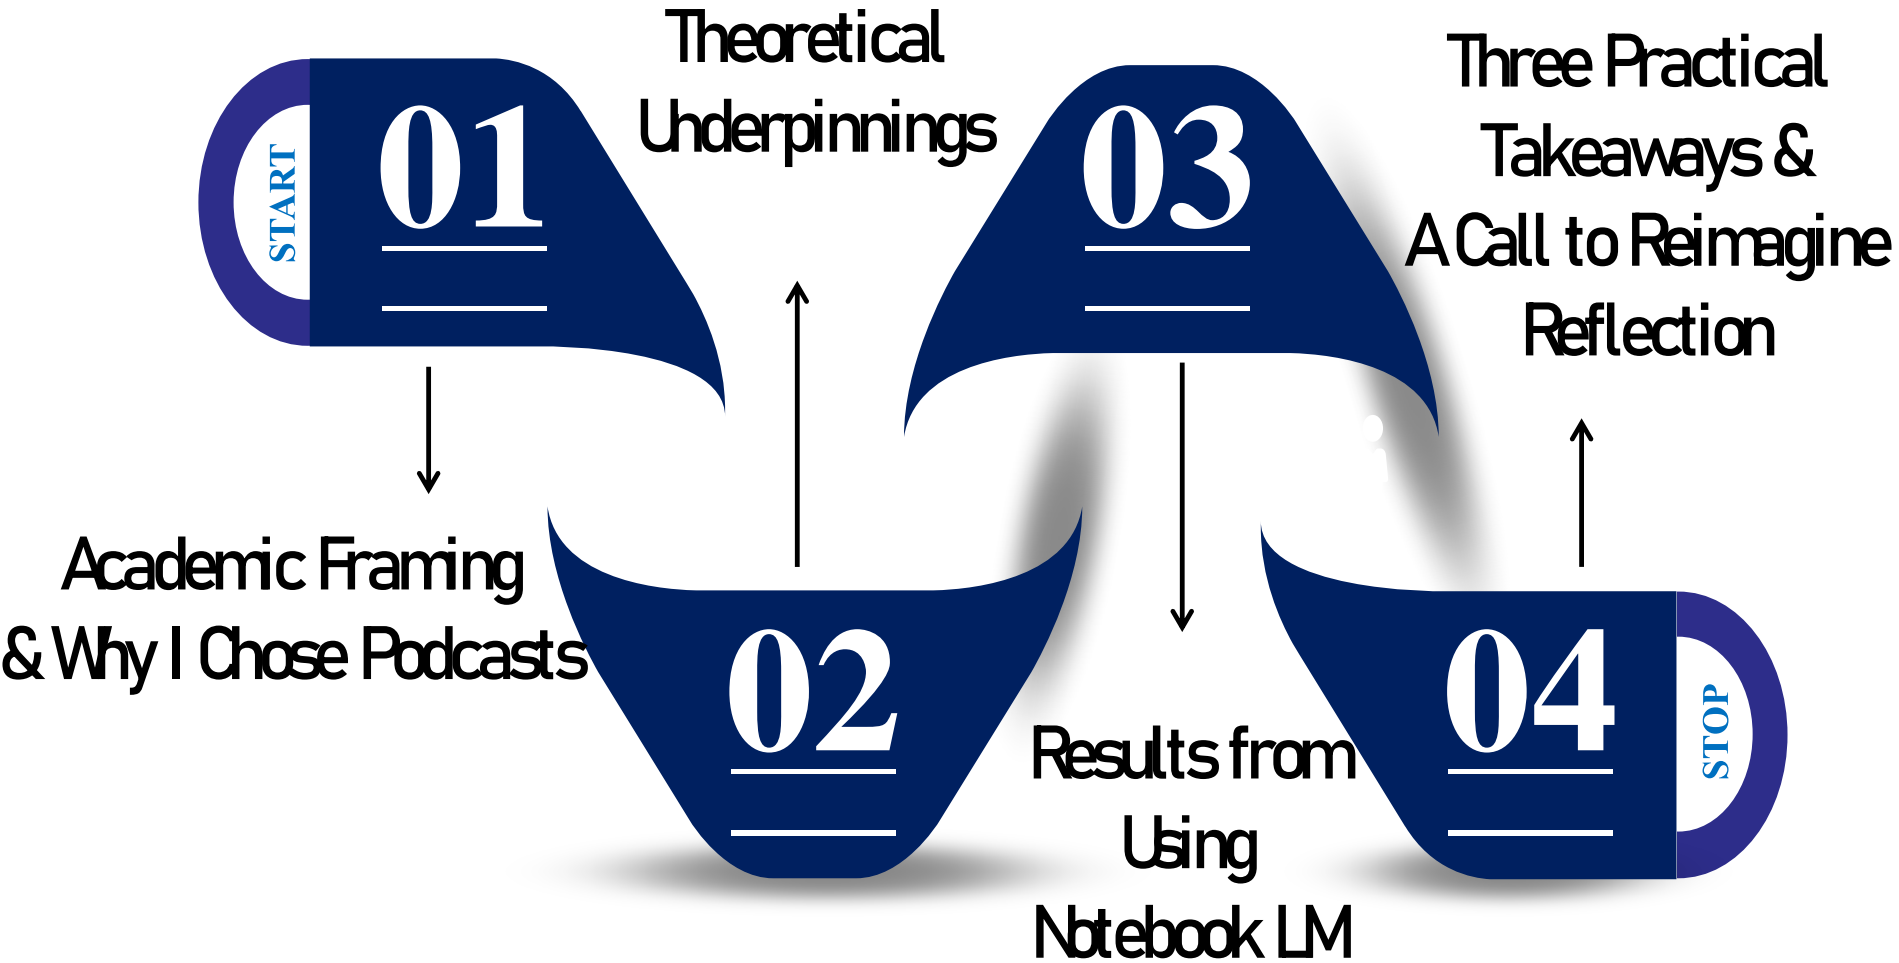 START
01
Academic Framing
& Why I Chose Podcasts
Theoretical
Underpinnings
02
03
Results from
Using
Notebook LM
Three Practical
Takeaways &
A Call to Reimagine
Reflection
04
STOP